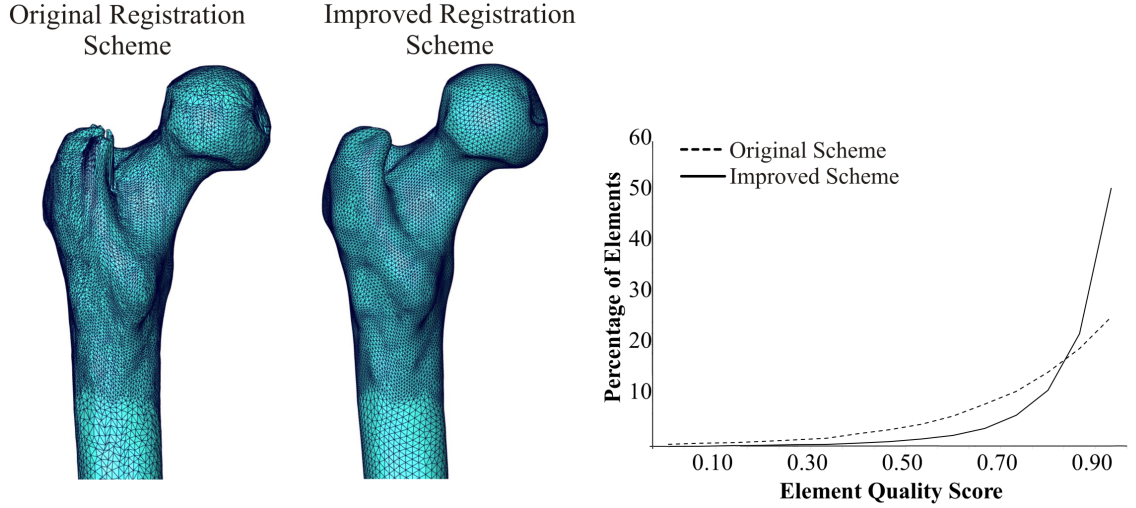 Original Registration
Scheme
Improved Registration
Scheme
60
50
40
30
20
10
Percentage of Elements
Original Scheme
Improved Scheme
0.10 0.30 0.50 0.70 0.90
Element Quality Score